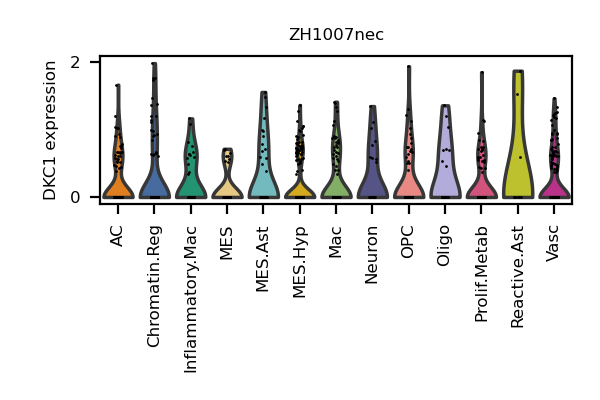 ZH1007nec
DKC1 expression
2
0
AC
Chromatin.Reg
Inflammatory.Mac
MES
MES.Ast
MES.Hyp
Mac
Neuron
OPC
Oligo
Prolif.Metab
Reactive.Ast
Vasc